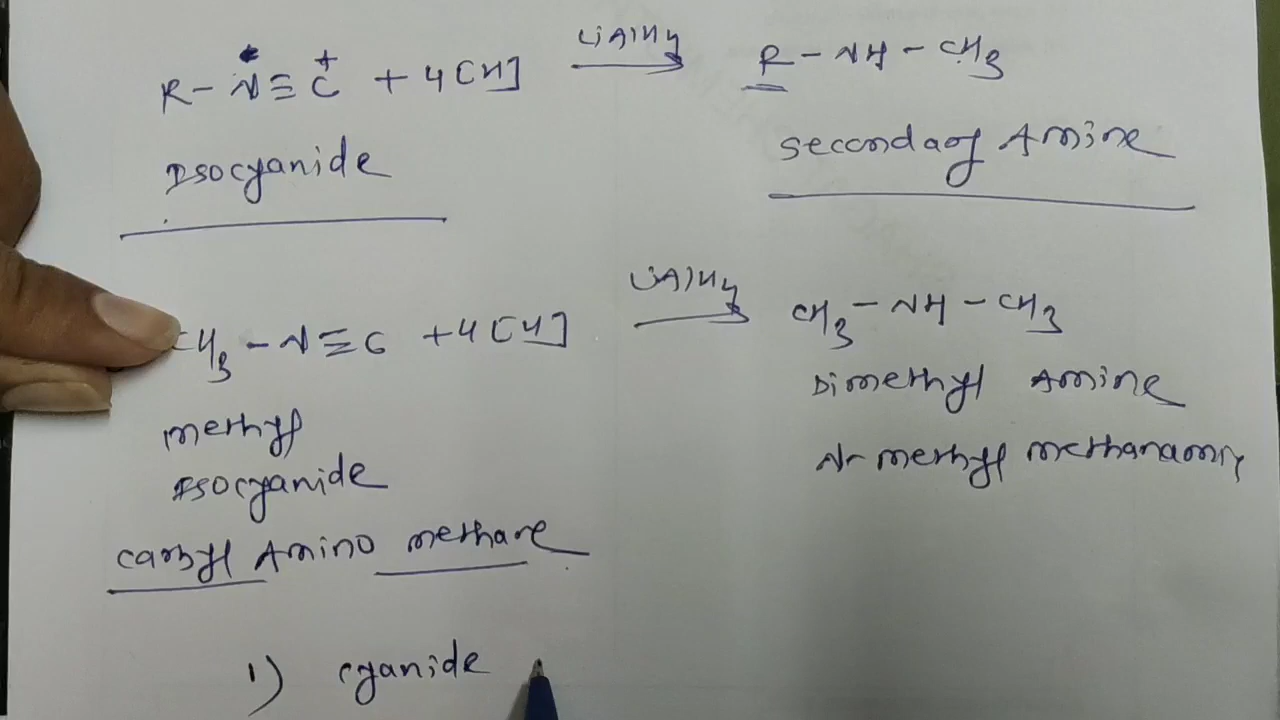 R - N ≡ C⁺ + 4[H] LiAlH₄ R - NH - CH₃
Isocyanide
Secondary Amine
CH₃ - N ≡ C + 4[H] LiAlH₄ CH₃ - NH - CH₃
Dimethyl Amine
methyl
N- methyl methanamin
Isocyanide
carbyl Amino methane
1) cyanide